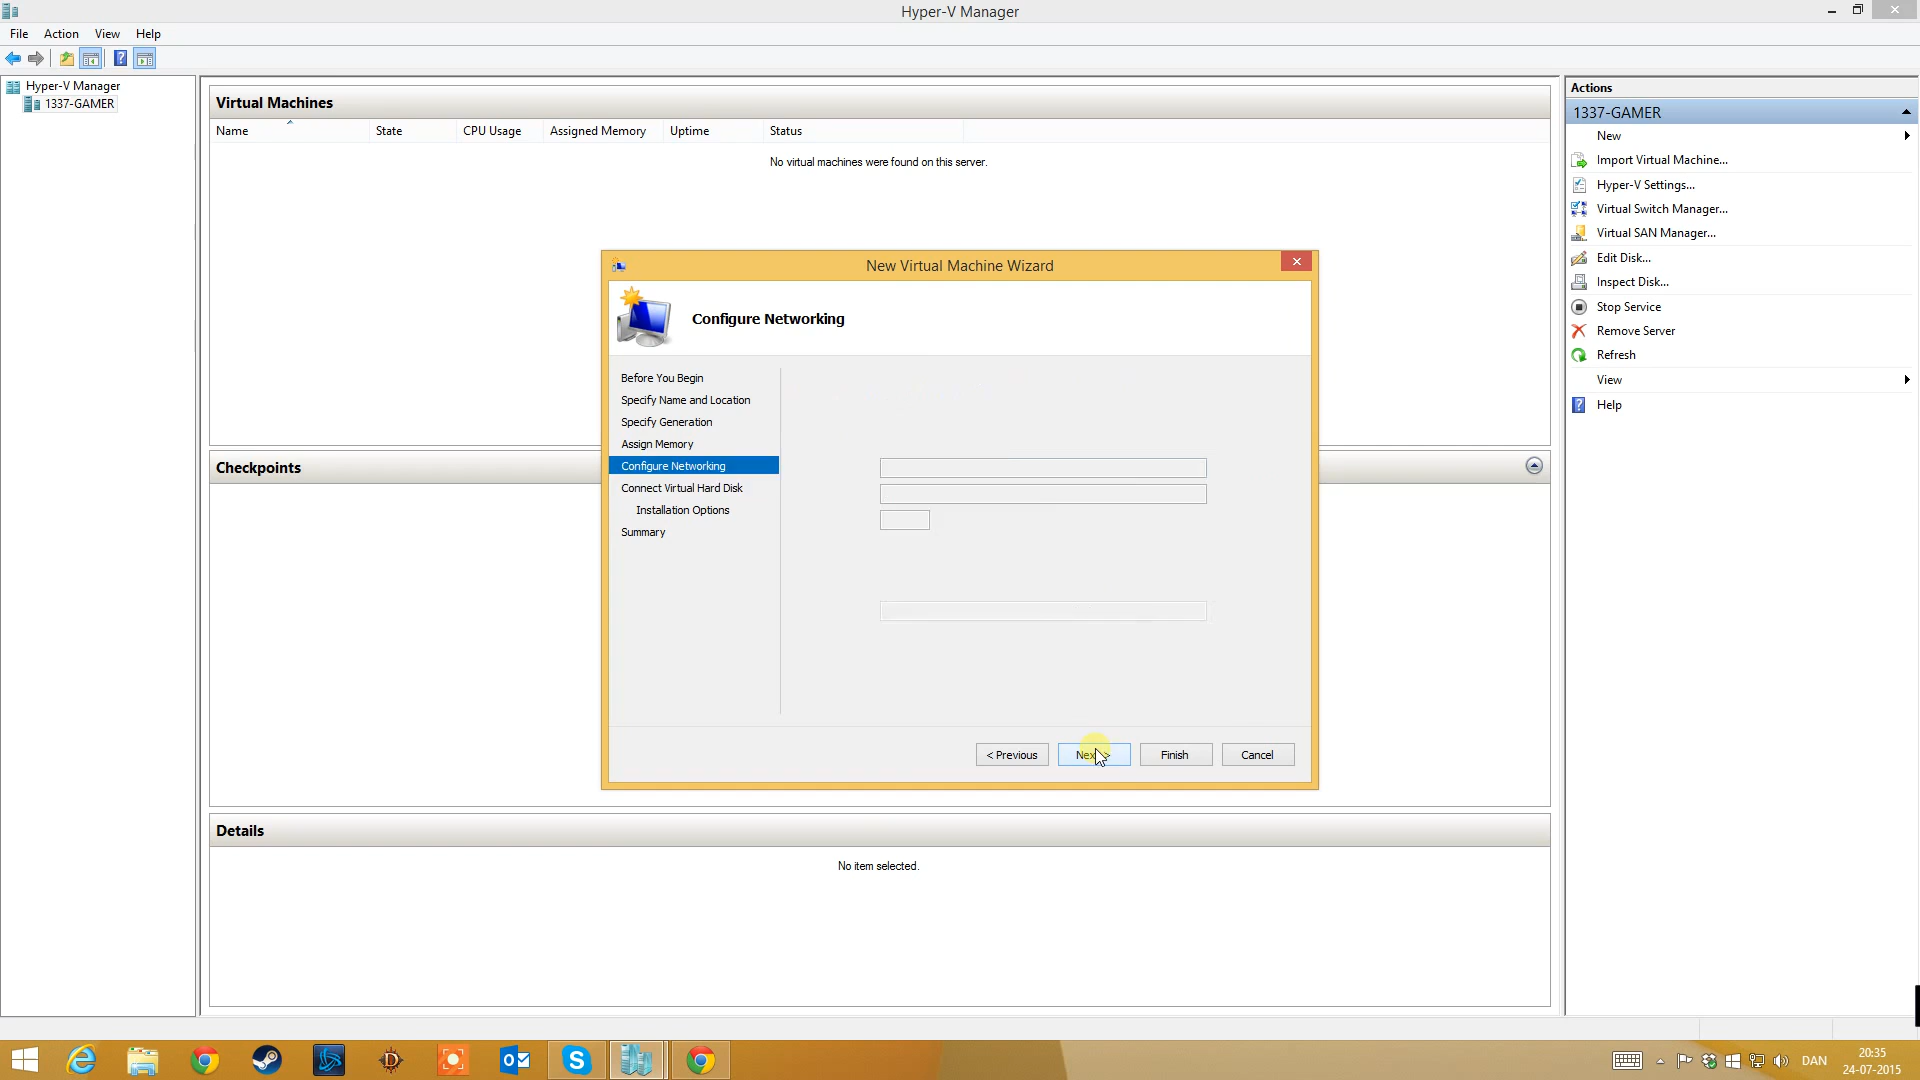 Hyper-V Manager
File Action View Help
Hyper-V Manager
1337-GAMER
Virtual Machines
Name State CPU Usage Assigned Memory Uptime Status
No virtual machines were found on this server.
New Virtual Machine Wizard
Configure Networking
Before You Begin
Specify Name and Location
Specify Generation
Assign Memory
Configure Networking
Connect Virtual Hard Disk
Installation Options
Summary
< Previous Next > Finish Cancel
Checkpoints
Details
No item selected.
Actions
1337-GAMER
New
Import Virtual Machine...
Hyper-V Settings...
Virtual Switch Manager...
Virtual SAN Manager...
Edit Disk...
Inspect Disk...
Stop Service
Remove Server
Refresh
View
Help
DAN
20:35
24-07-2015